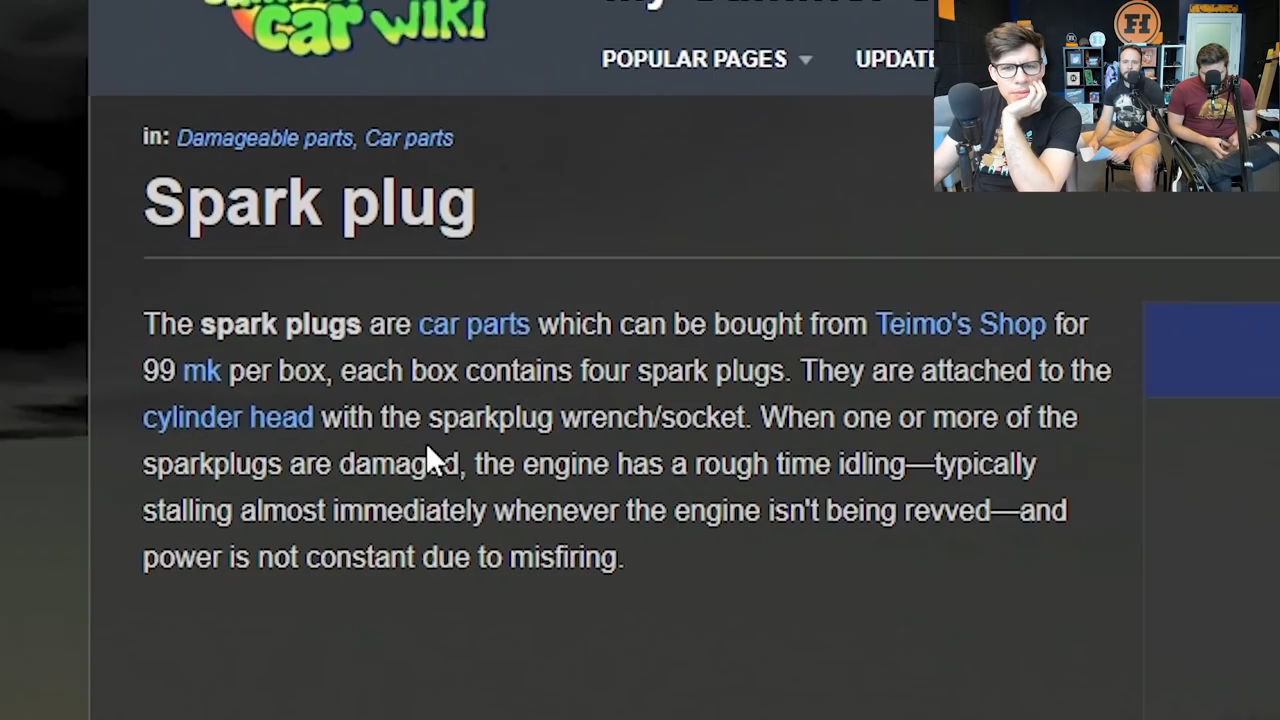 car WiKi
POPULAR PAGES
in: Damageable parts, Car parts
Spark plug
The spark plugs are car parts which can be bought from Teimo's Shop for
99 mk per box, each box contains four spark plugs. They are attached to the
cylinder head with the sparkplug wrench/socket. When one or more of the
sparkplugs are damaged, the engine has a rough time idling—typically
stalling almost immediately whenever the engine isn't being revved—and
power is not constant due to misfiring.